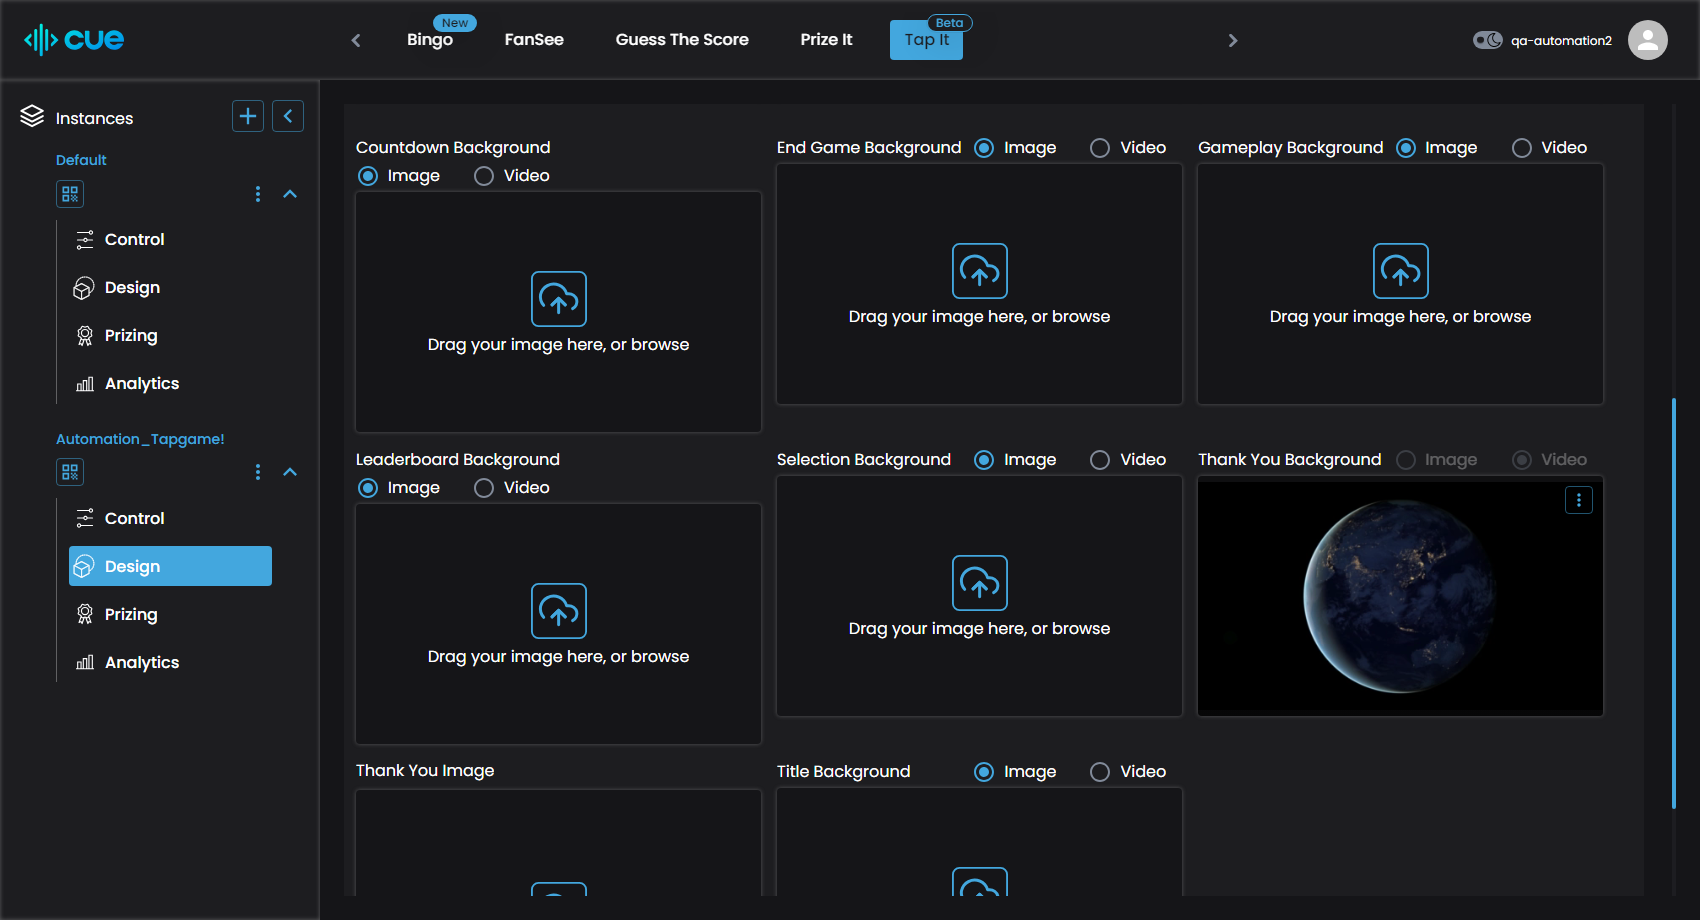 cue
New
Beta
Bingo
FanSee
Guess The Score
Prize It
Tap It
qa-automation2
Instances
Default
Control
Design
Prizing
Analytics
Automation_Tapgame!
Control
Design
Prizing
Analytics
Countdown Background
Image
Video
Drag your image here, or browse
End Game Background
Image
Video
Drag your image here, or browse
Gameplay Background
Image
Video
Drag your image here, or browse
Leaderboard Background
Image
Video
Drag your image here, or browse
Selection Background
Image
Video
Drag your image here, or browse
Thank You Background
Image
Video
Thank You Image
Title Background
Image
Video